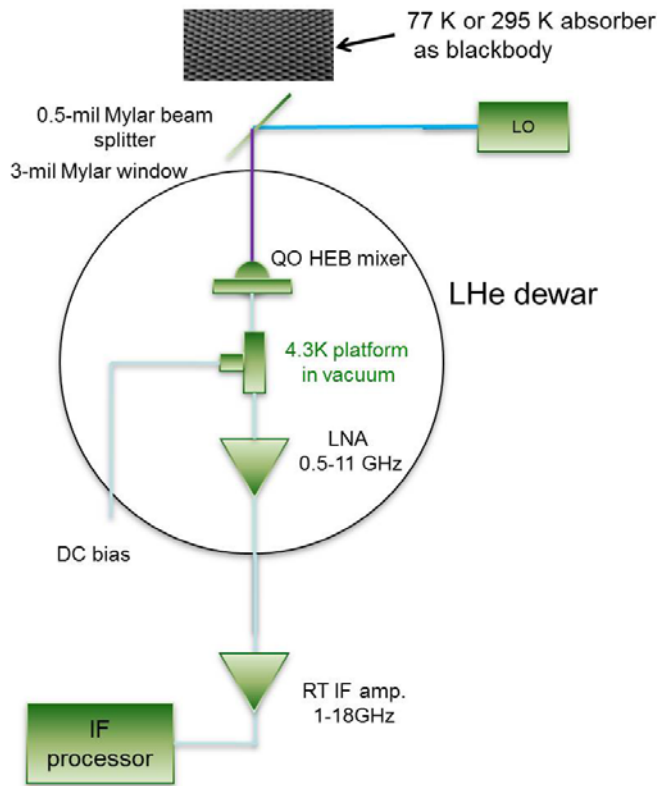 77 K or 295 K absorber
as blackbody
0.5-mil Mylar beam
splitter
3-mil Mylar window
LO
QO HEB mixer
LHe dewar
4.3K platform
in vacuum
LNA
0.5-11 GHz
DC bias
RT IF amp.
1-18GHz
IF
processor